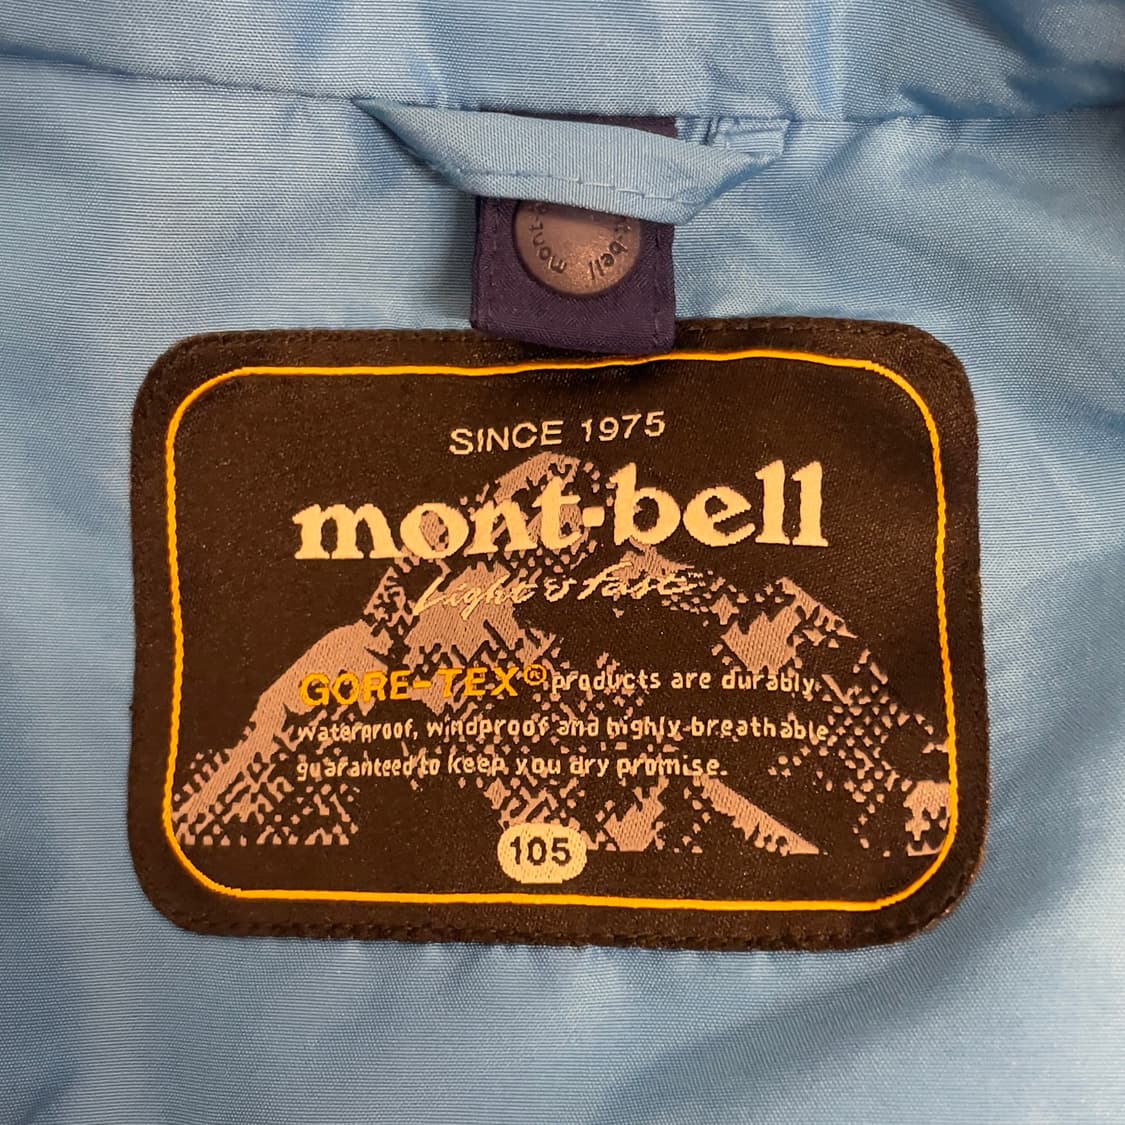 mont-bell
SINCE 1975
mont-bell
Light & fast™
GORE-TEX® products are durably
waterproof, windproof and highly breathable
guaranteed to keep you dry promise.
105